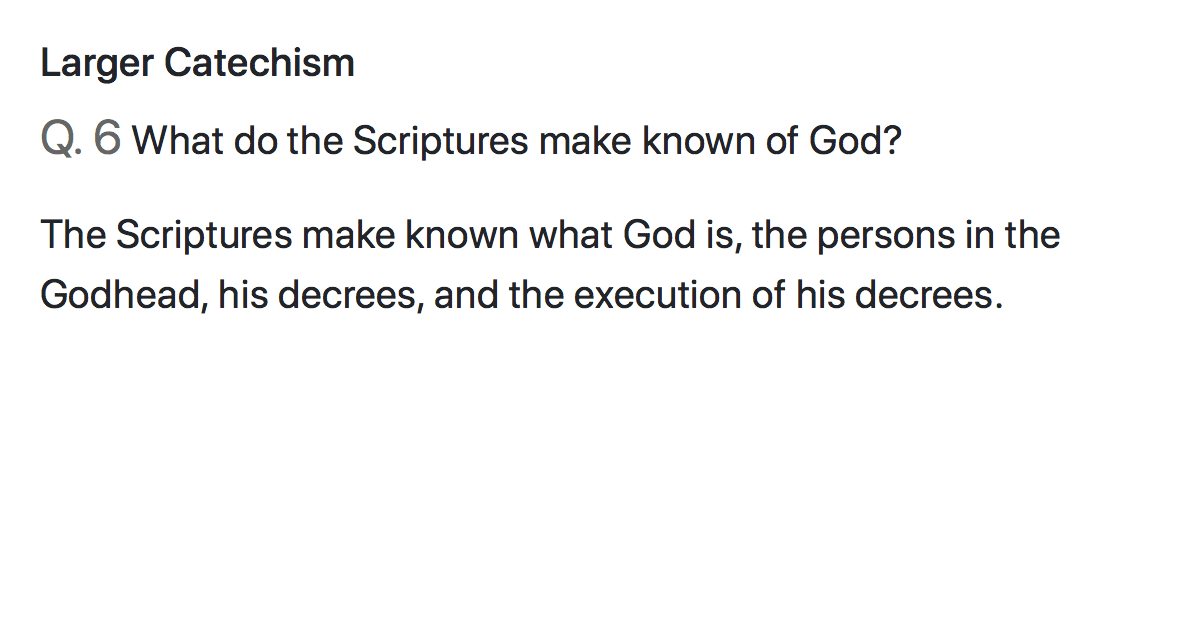 Larger Catechism
Q. 6 What do the Scriptures make known of God?
The Scriptures make known what God is, the persons in the
Godhead, his decrees, and the execution of his decrees.